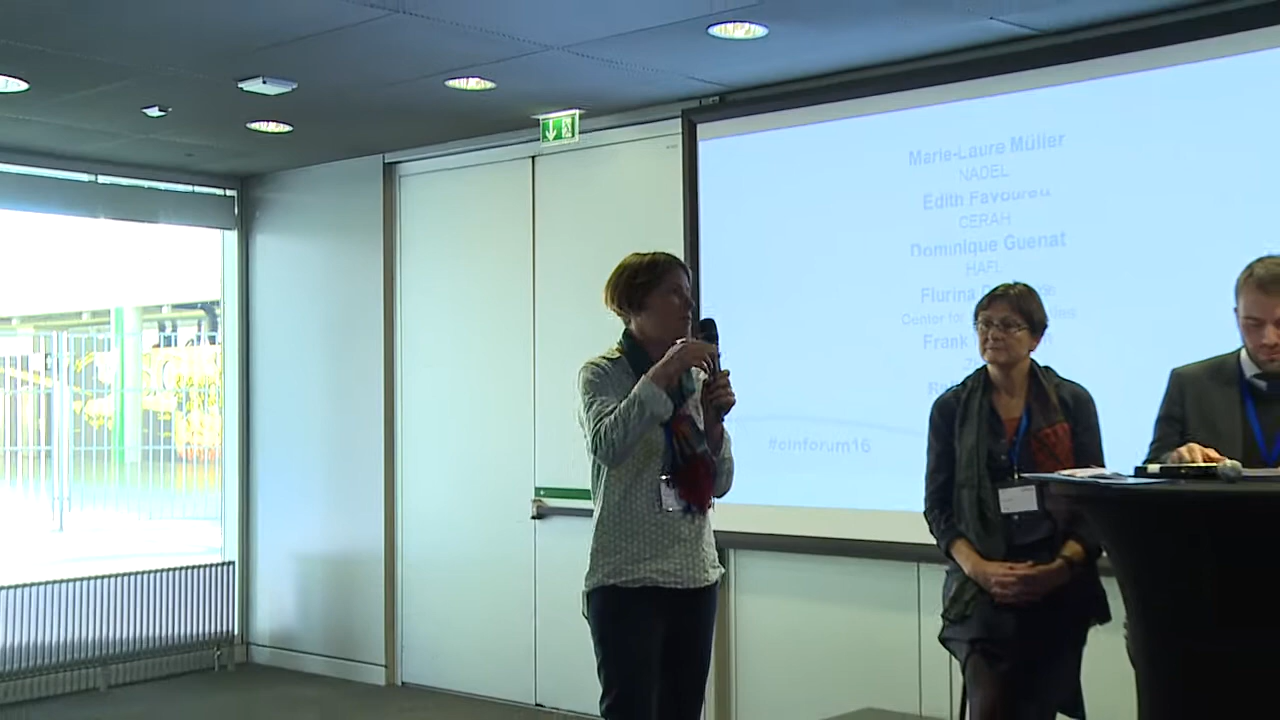 Marie-Laure Müller
NADEL
Edith Favoureu
CERAH
Dominique Guenat
HAFL
Flurina
Center for
Frank
#cinforum16